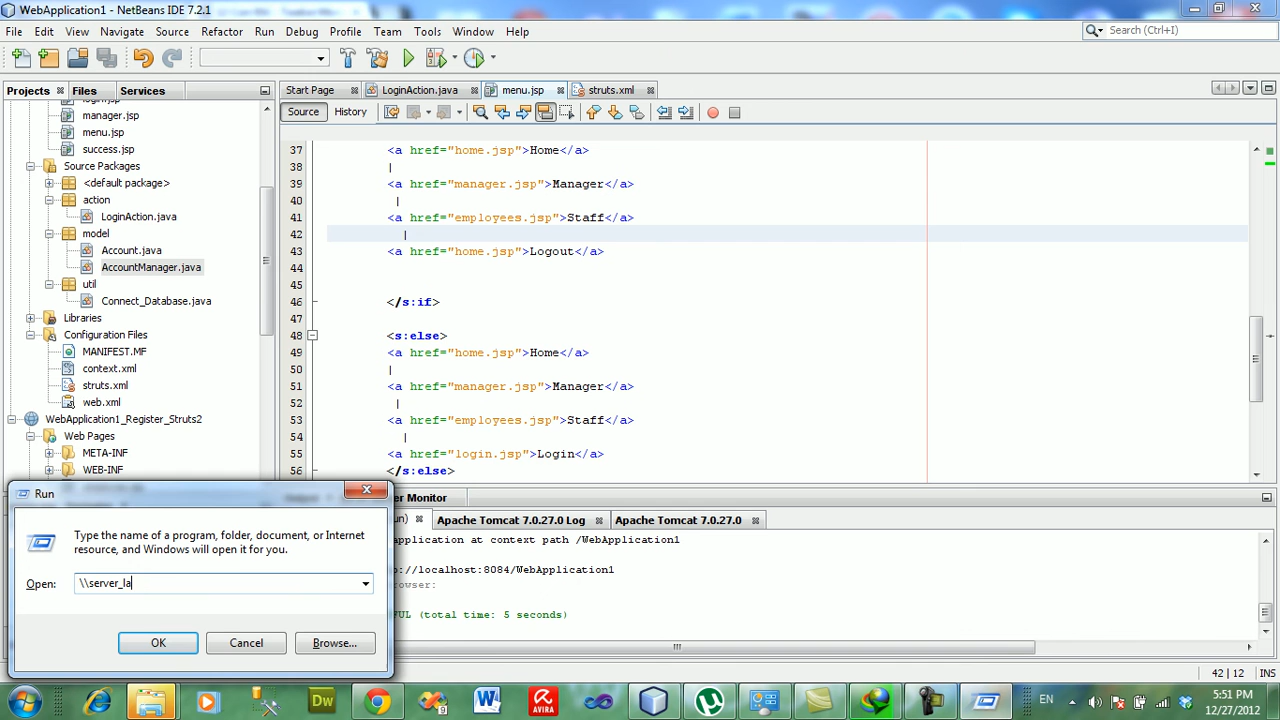 WebApplication1 - NetBeans IDE 7.2.1
File Edit View Navigate Source Refactor Run Debug Profile Team Tools Window Help
Search (Ctrl+I)
Projects Files Services
Start Page LoginAction.java menu.jsp struts.xml
Source History
manager.jsp
menu.jsp
success.jsp
Source Packages
<default package>
action
LoginAction.java
model
Account.java
AccountManager.java
util
Connect_Database.java
Libraries
Configuration Files
MANIFEST.MF
context.xml
struts.xml
web.xml
WebApplication1_Register_Struts2
Web Pages
META-INF
WEB-INF
37 <a href="home.jsp">Home</a>
38 |
39 <a href="manager.jsp">Manager</a>
40 |
41 <a href="employees.jsp">Staff</a>
42 |
43 <a href="home.jsp">Logout</a>
44
46 </s:if>
47
48 <s:else>
49 <a href="home.jsp">Home</a>
50 |
51 <a href="manager.jsp">Manager</a>
52 |
53 <a href="employees.jsp">Staff</a>
54 |
55 <a href="login.jsp">Login</a>
56 </s:else>
Monitor
Apache Tomcat 7.0.27.0 Log Apache Tomcat 7.0.27.0
context path /WebApplication1
localhost:8084/WebApplication1
(total time: 5 seconds)
Run
Type the name of a program, folder, document, or Internet
resource, and Windows will open it for you.
Open: \\server_la
OK Cancel Browse...
42 | 12 INS
Dw W AVIRA EN
5:51 PM
12/27/2012